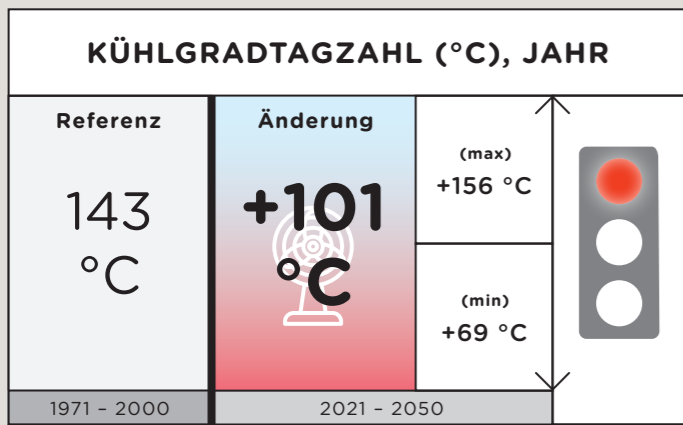 KÜHLGRADTAGZAHL (°C), JAHR
Referenz
143
°C
1971 – 2000
Änderung
+101
°C
(max)
+156 °C
(min)
+69 °C
2021 – 2050